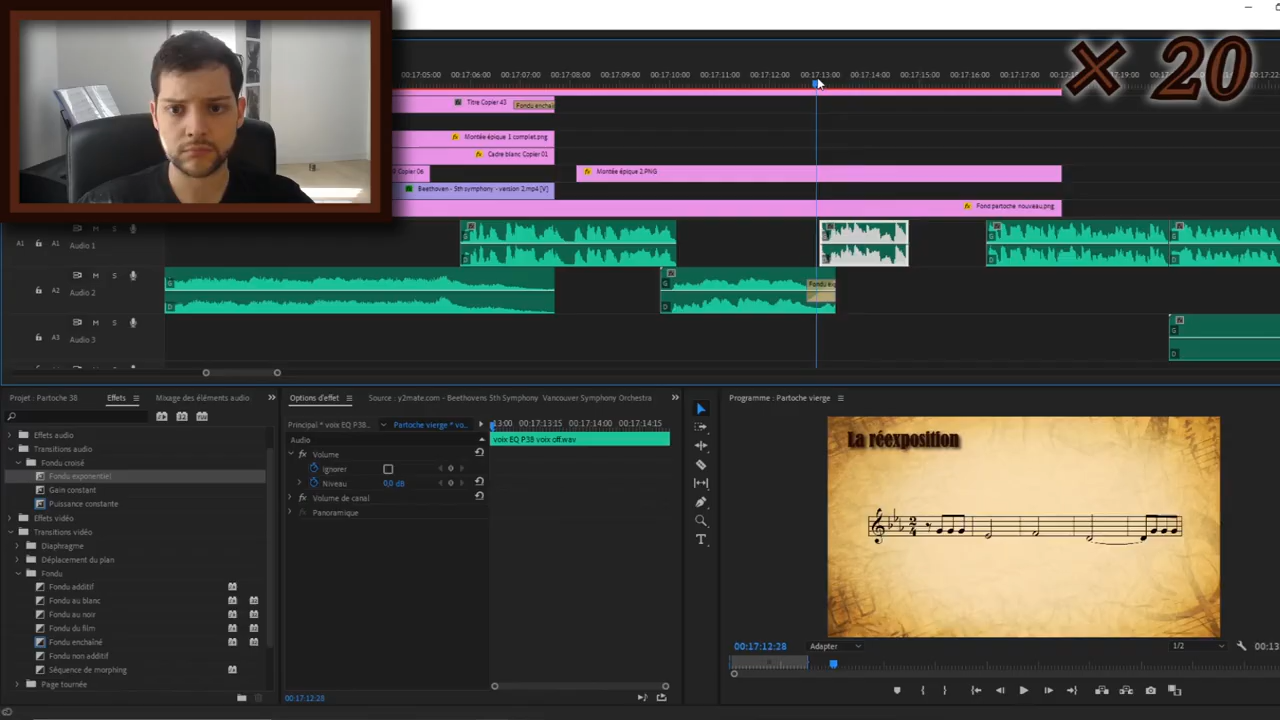 × 20
00:17:05:00 00:17:06:00 00:17:07:00 00:17:08:00 00:17:09:00 00:17:10:00 00:17:11:00 00:17:12:00 00:17:13:00 00:17:14:00 00:17:15:00 00:17:16:00 00:17:17:00
Titre Copier 43
Montée épique 1 complet.png
Cadre blanc Copier 01
Copier 06
Montée épique 2.PNG
Beethoven - 5th symphony - version 2.mp4 [V]
Fond partoche nouveau.png
A1 A1 M S
Audio 1
A2 M S
Audio 2
A3 M S
Audio 3
Projet : Partoche 38 Effets Mixage des éléments audio
Effets audio
Transitions audio
Fondu croisé
Fondu exponentiel
Gain constant
Puissance constante
Effets vidéo
Transitions vidéo
Diaphragme
Déplacement du plan
Fondu
Fondu additif
Fondu au blanc
Fondu au noir
Fondu du film
Fondu enchaîné
Fondu non additif
Séquence de morphing
Page tournée
Options d'effet Source : y2mate.com - Beethovens 5th Symphony Vancouver Symphony Orchestra
Principal * voix EQ P38... Partoche vierge * vo...
13:00 00:17:13:15 00:17:14:00 00:17:14:15
Audio voix EQ P38 voix off.wav
Volume
Ignorer
Niveau 0,0 dB
Volume de canal
Panoramique
00:17:12:28
Programme : Partoche vierge
La réexposition
00:17:12:28 Adapter 1/2 00:13